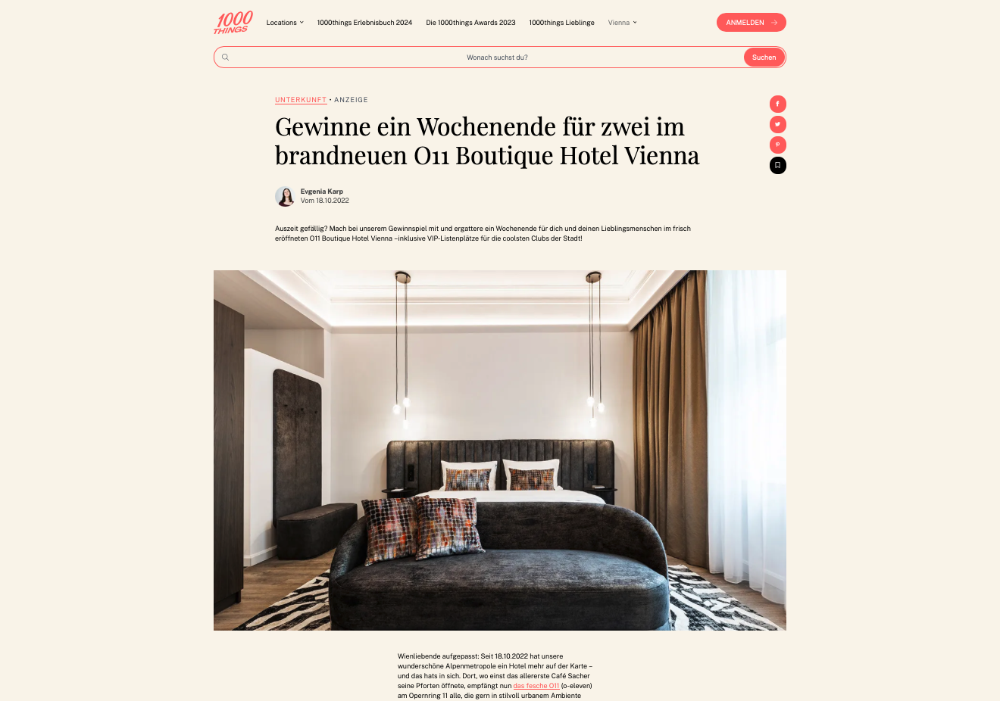 1000
THINGS
Locations
1000things Erlebnisbuch 2024
Die 1000things Awards 2023
1000things Lieblinge
Vienna
ANMELDEN
Wonach suchst du?
Suchen
UNTERKUNFT • ANZEIGE
Gewinne ein Wochenende für zwei im
brandneuen O11 Boutique Hotel Vienna
Evgenia Karp
Vom 18.10.2022
Auszeit gefällig? Mach bei unserem Gewinnspiel mit und ergattere ein Wochenende für dich und deinen Lieblingsmenschen im frisch
eröffneten O11 Boutique Hotel Vienna –inklusive VIP-Listenplätze für die coolsten Clubs der Stadt!
Wienliebende aufgepasst: Seit 18.10.2022 hat unsere
wunderschöne Alpenmetropole ein Hotel mehr auf der Karte –
und das hats in sich. Dort, wo einst das allererste Café Sacher
seine Pforten öffnete, empfängt nun das fesche O11 (o-eleven)
am Opernring 11 alle, die gern in stilvoll urbanem Ambiente